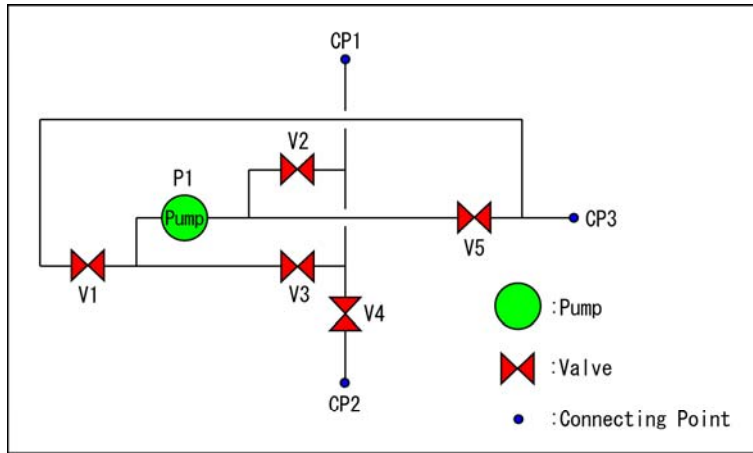 CP1
V2
P1
Pump
CP3
V5
V1
V3
V4
:Pump
:Valve
CP2
:Connecting Point